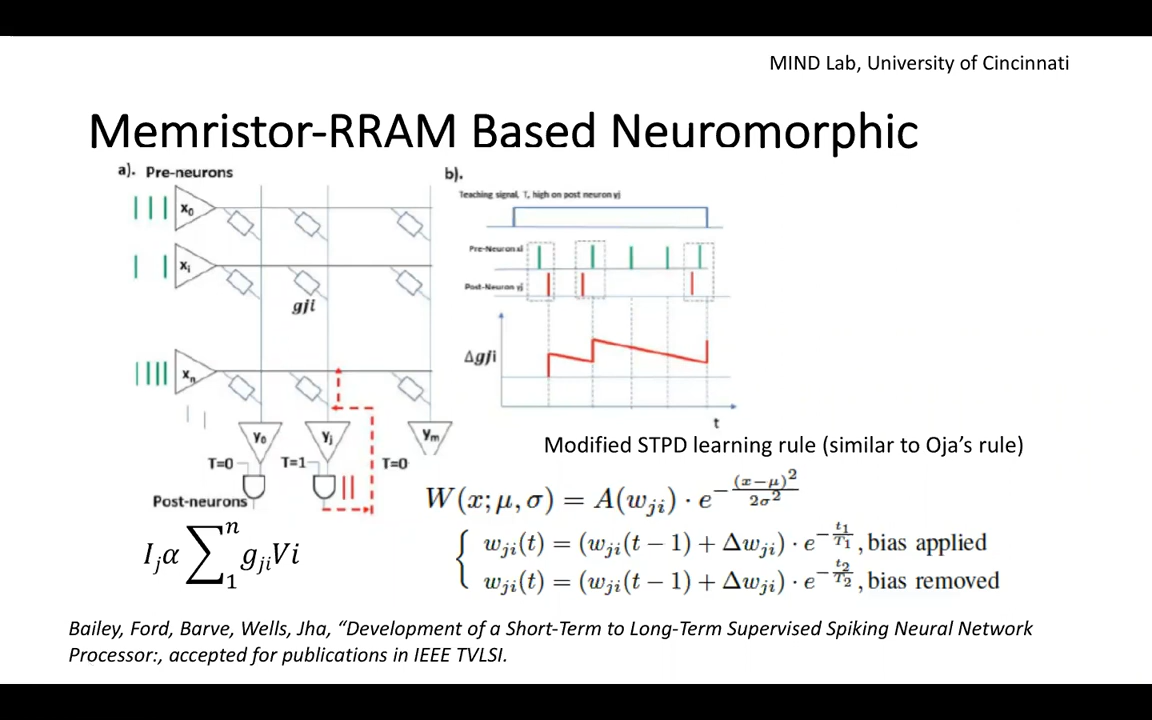 MIND Lab, University of Cincinnati
Memristor-RRAM Based Neuromorphic
a). Pre-neurons
x₀
xᵢ
gji
xₙ
y₀
yⱼ
yₘ
T=0
T=1
T=0
Post-neurons
b).
Teaching signal, T, high on post neuron yj
Pre-Neuron xi
Post-Neuron yj
Δgji
t
Modified STPD learning rule (similar to Oja's rule)
W(x; μ, σ) = A(wⱼᵢ) · e^{-(x-μ)²/2σ²}
wⱼᵢ(t) = (wⱼᵢ(t − 1) + Δwⱼᵢ) · e^{-t₁/T₁}, bias applied
wⱼᵢ(t) = (wⱼᵢ(t − 1) + Δwⱼᵢ) · e^{-t₂/T₂}, bias removed
Iⱼα ∑₁ⁿ gⱼᵢVi
Bailey, Ford, Barve, Wells, Jha, “Development of a Short-Term to Long-Term Supervised Spiking Neural Network
Processor:, accepted for publications in IEEE TVLSI.